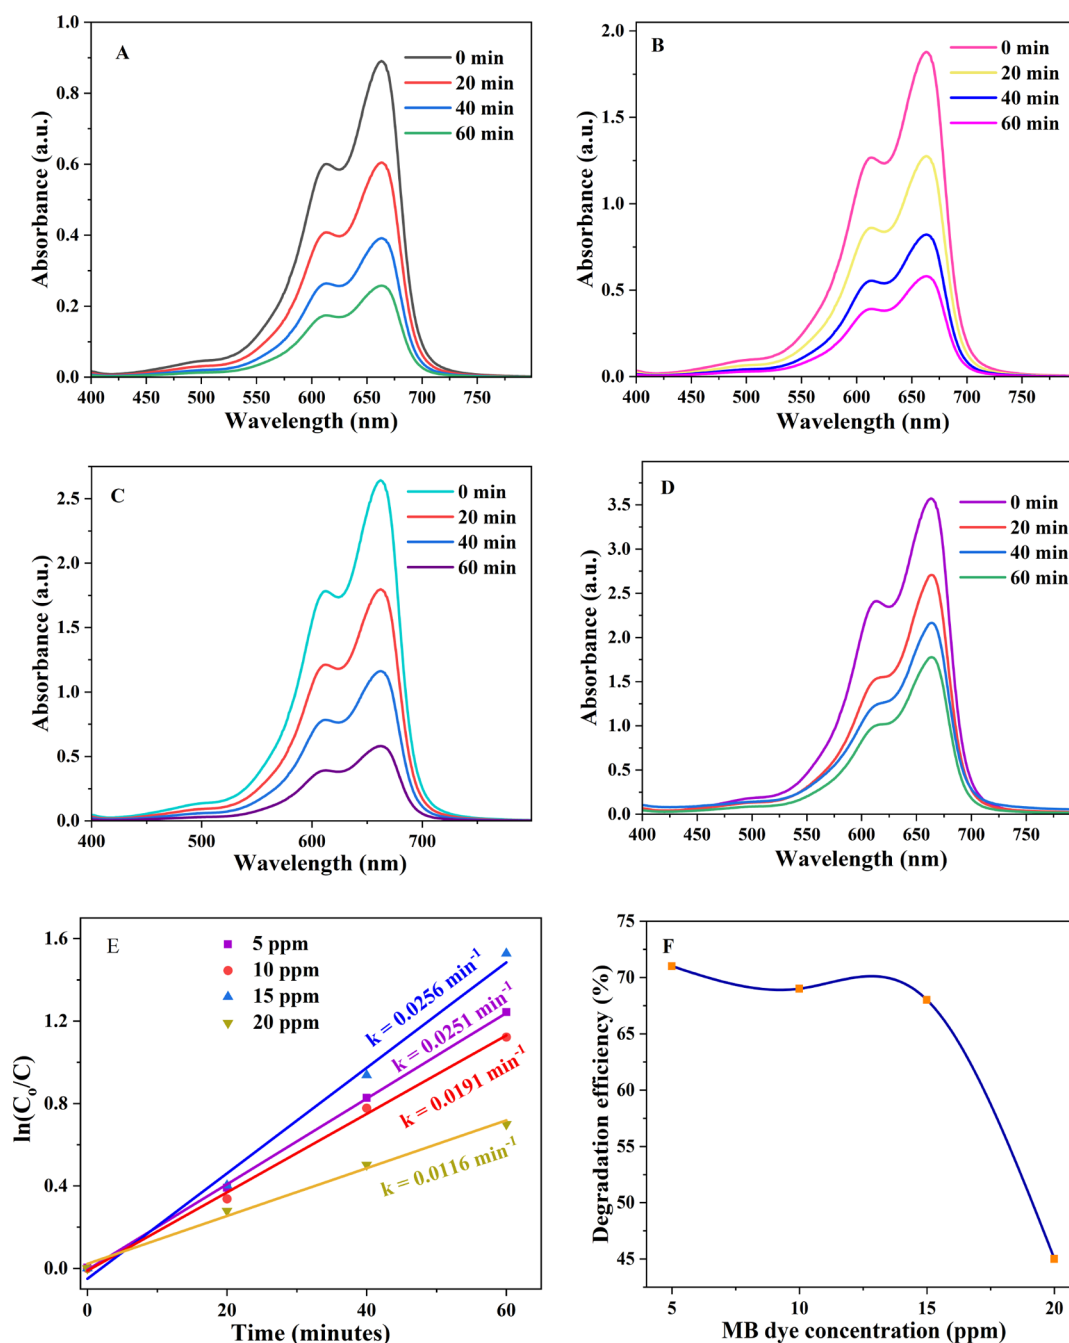 A
0 min
20 min
40 min
60 min
1.0
0.8
0.6
0.4
0.2
0.0
400 450 500 550 600 650 700 750
Absorbance (a.u.)
Wavelength (nm)
B
0 min
20 min
40 min
60 min
2.0
1.5
1.0
0.5
0.0
400 450 500 550 600 650 700 750
Absorbance (a.u.)
Wavelength (nm)
C
0 min
20 min
40 min
60 min
2.5
2.0
1.5
1.0
0.5
0.0
400 500 600 700
Absorbance (a.u.)
Wavelength (nm)
D
0 min
20 min
40 min
60 min
3.5
3.0
2.5
2.0
1.5
1.0
0.5
0.0
400 450 500 550 600 650 700 750
Absorbance (a.u.)
Wavelength (nm)
E
5 ppm
10 ppm
15 ppm
20 ppm
k = 0.0256 min⁻¹
k = 0.0251 min⁻¹
k = 0.0191 min⁻¹
k = 0.0116 min⁻¹
1.6
1.2
0.8
0.4
0.0
0 20 40 60
ln(Cₒ/C)
Time (minutes)
F
75
70
65
60
55
50
45
5 10 15 20
Degradation efficiency (%)
MB dye concentration (ppm)